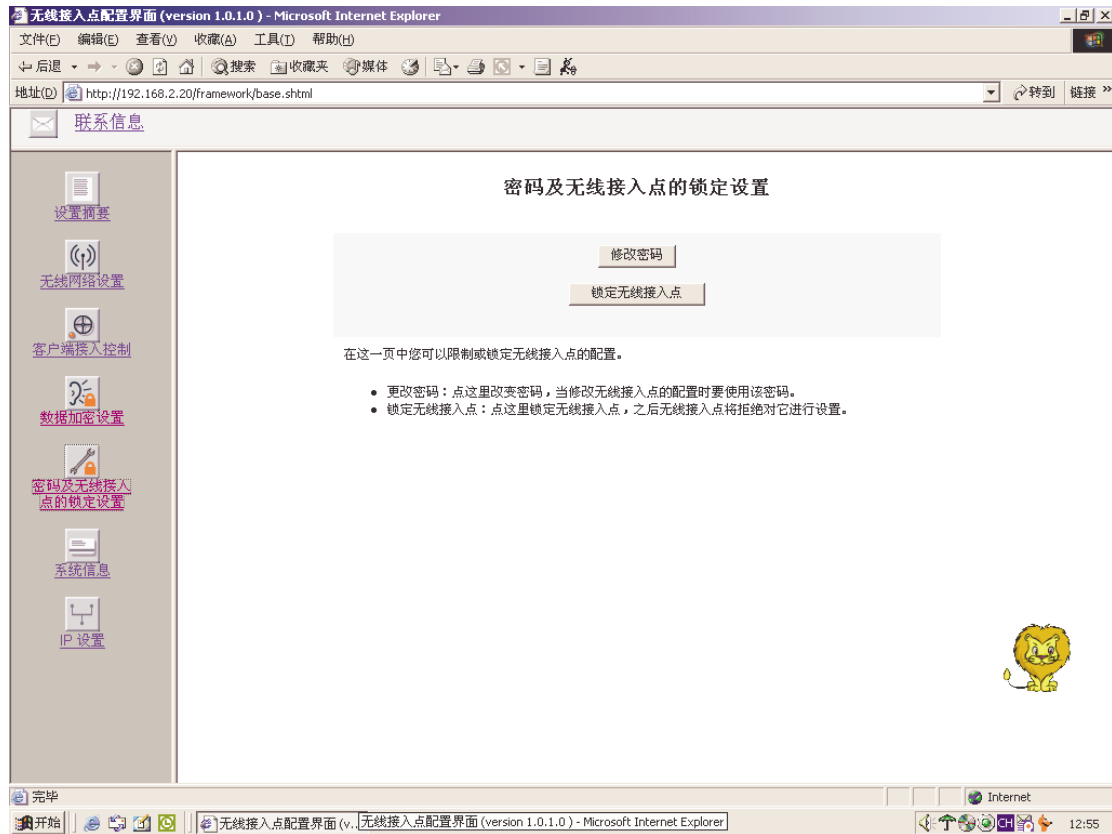 无线接入点配置界面 (version 1.0.1.0 ) - Microsoft Internet Explorer
文件(F) 编辑(E) 查看(V) 收藏(A) 工具(T) 帮助(H)
后退 搜索 收藏夹 媒体
地址(D) http://192.168.2.20/framework/base.shtml 转到 链接 »
联系信息
设置摘要
无线网络设置
客户端接入控制
数据加密设置
密码及无线接入
点的锁定设置
系统信息
IP 设置
密码及无线接入点的锁定设置
修改密码
锁定无线接入点
在这一页中您可以限制或锁定无线接入点的配置。
• 更改密码：点这里改变密码，当修改无线接入点的配置时要使用该密码。
• 锁定无线接入点：点这里锁定无线接入点，之后无线接入点将拒绝对它进行设置。
完毕 Internet
开始 无线接入点配置界面 (v... 无线接入点配置界面 (version 1.0.1.0 ) - Microsoft Internet Explorer CH 12:55